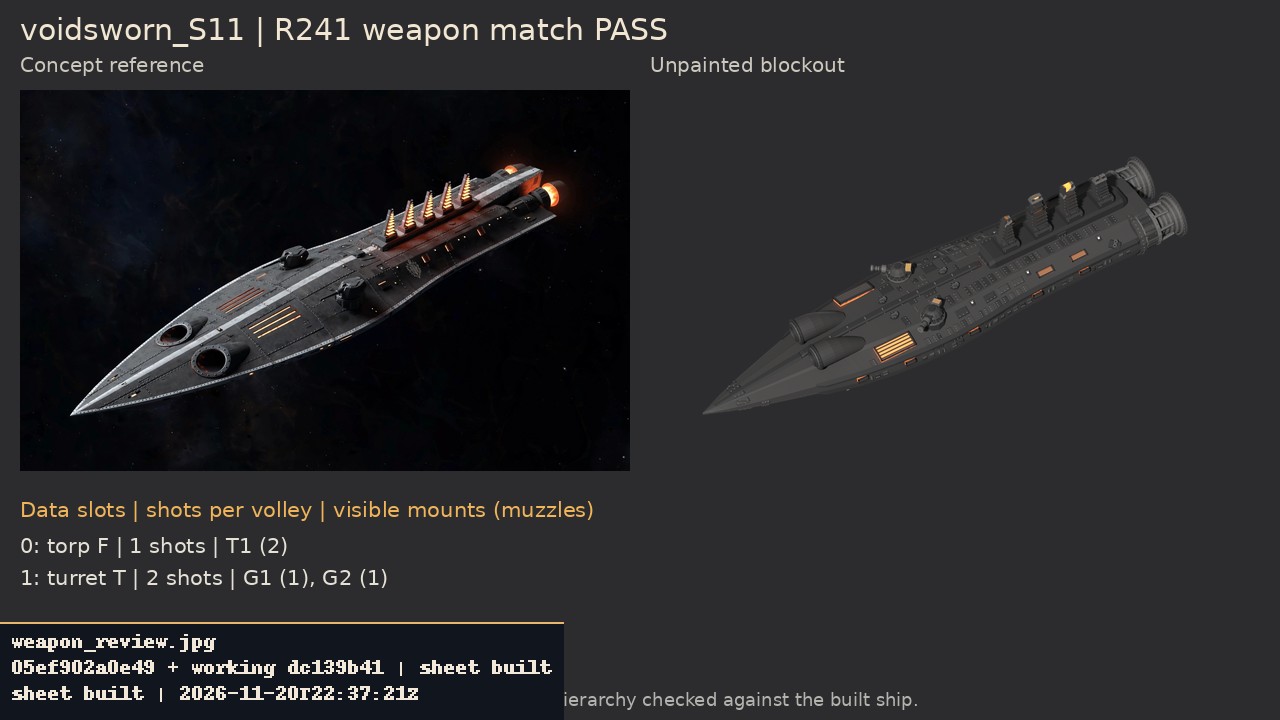 voidsworn_S11 | R241 weapon match PASS
Concept reference
Unpainted blockout
Data slots | shots per volley | visible mounts (muzzles)
0: torp F | 1 shots | T1 (2)
1: turret T | 2 shots | G1 (1), G2 (1)
weapon_review.jpg
05ef902a0e49 + working dc139b41 | sheet built
sheet built | 2026-11-20T22:37:21Z
checked against the built ship.